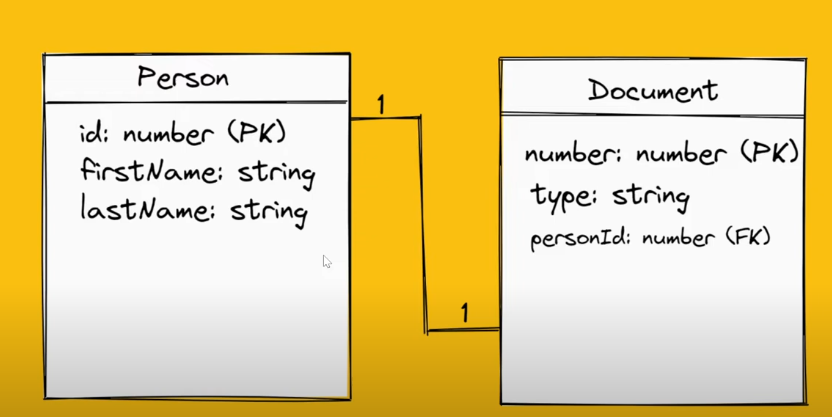 Person
id: number (PK)
firstName: string
lastName: string
1
1
Document
number: number (PK)
type: string
personId: number (FK)